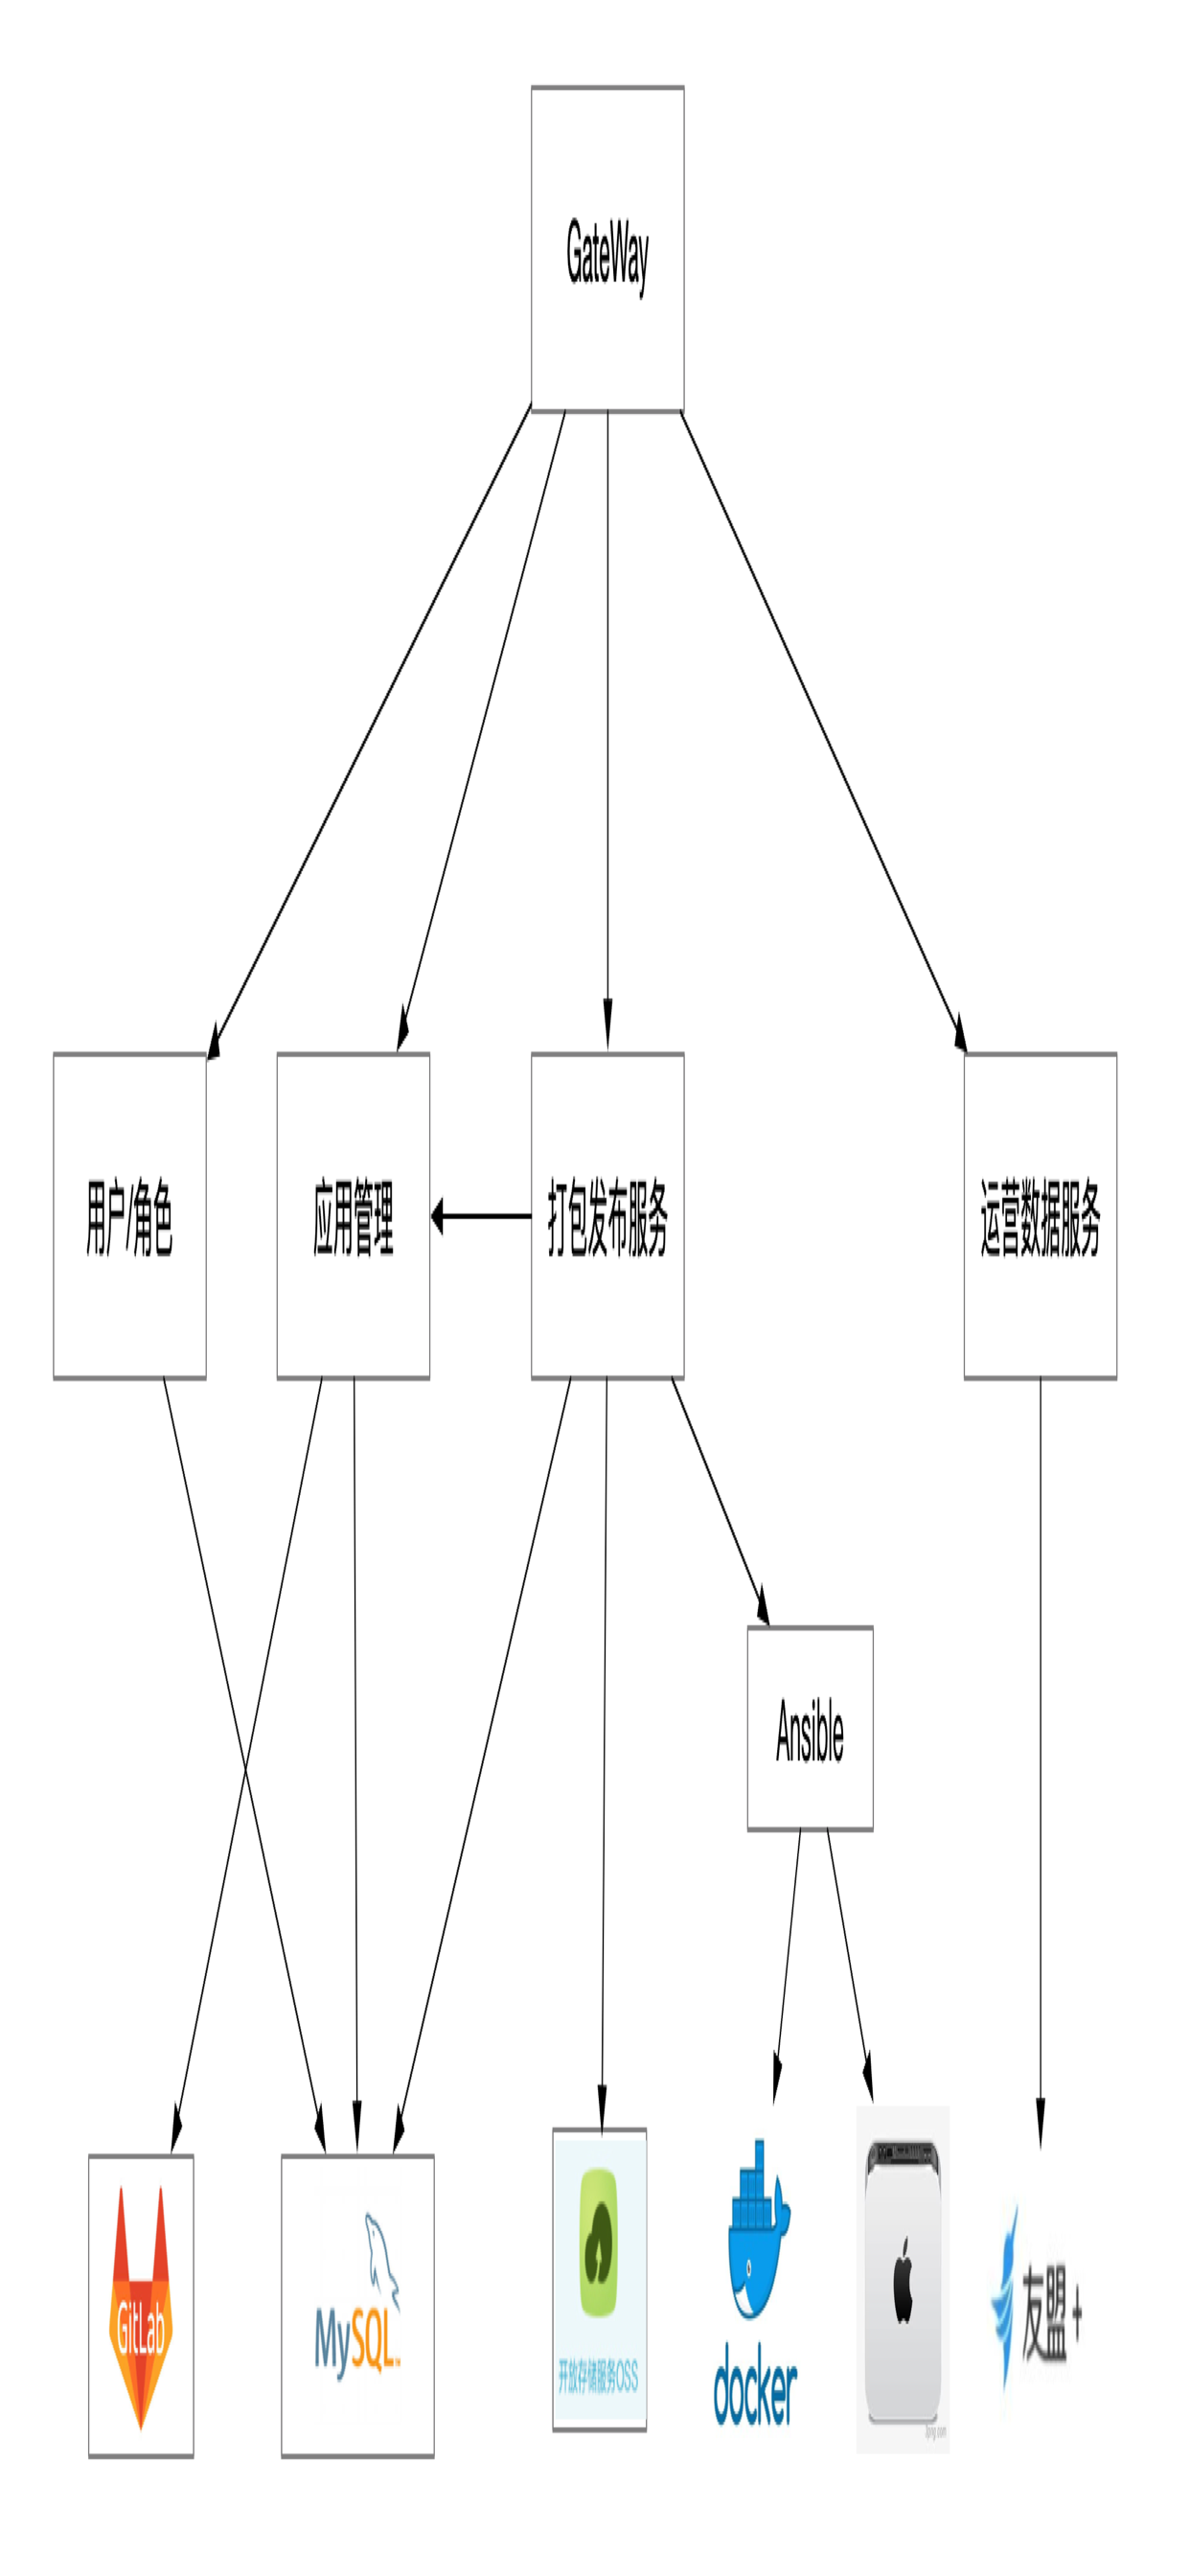 GateWay
用户/角色
应用管理
打包发布服务
运营数据服务
Ansible
GitLab
MySQL
开放存储服务OSS
docker
友盟+